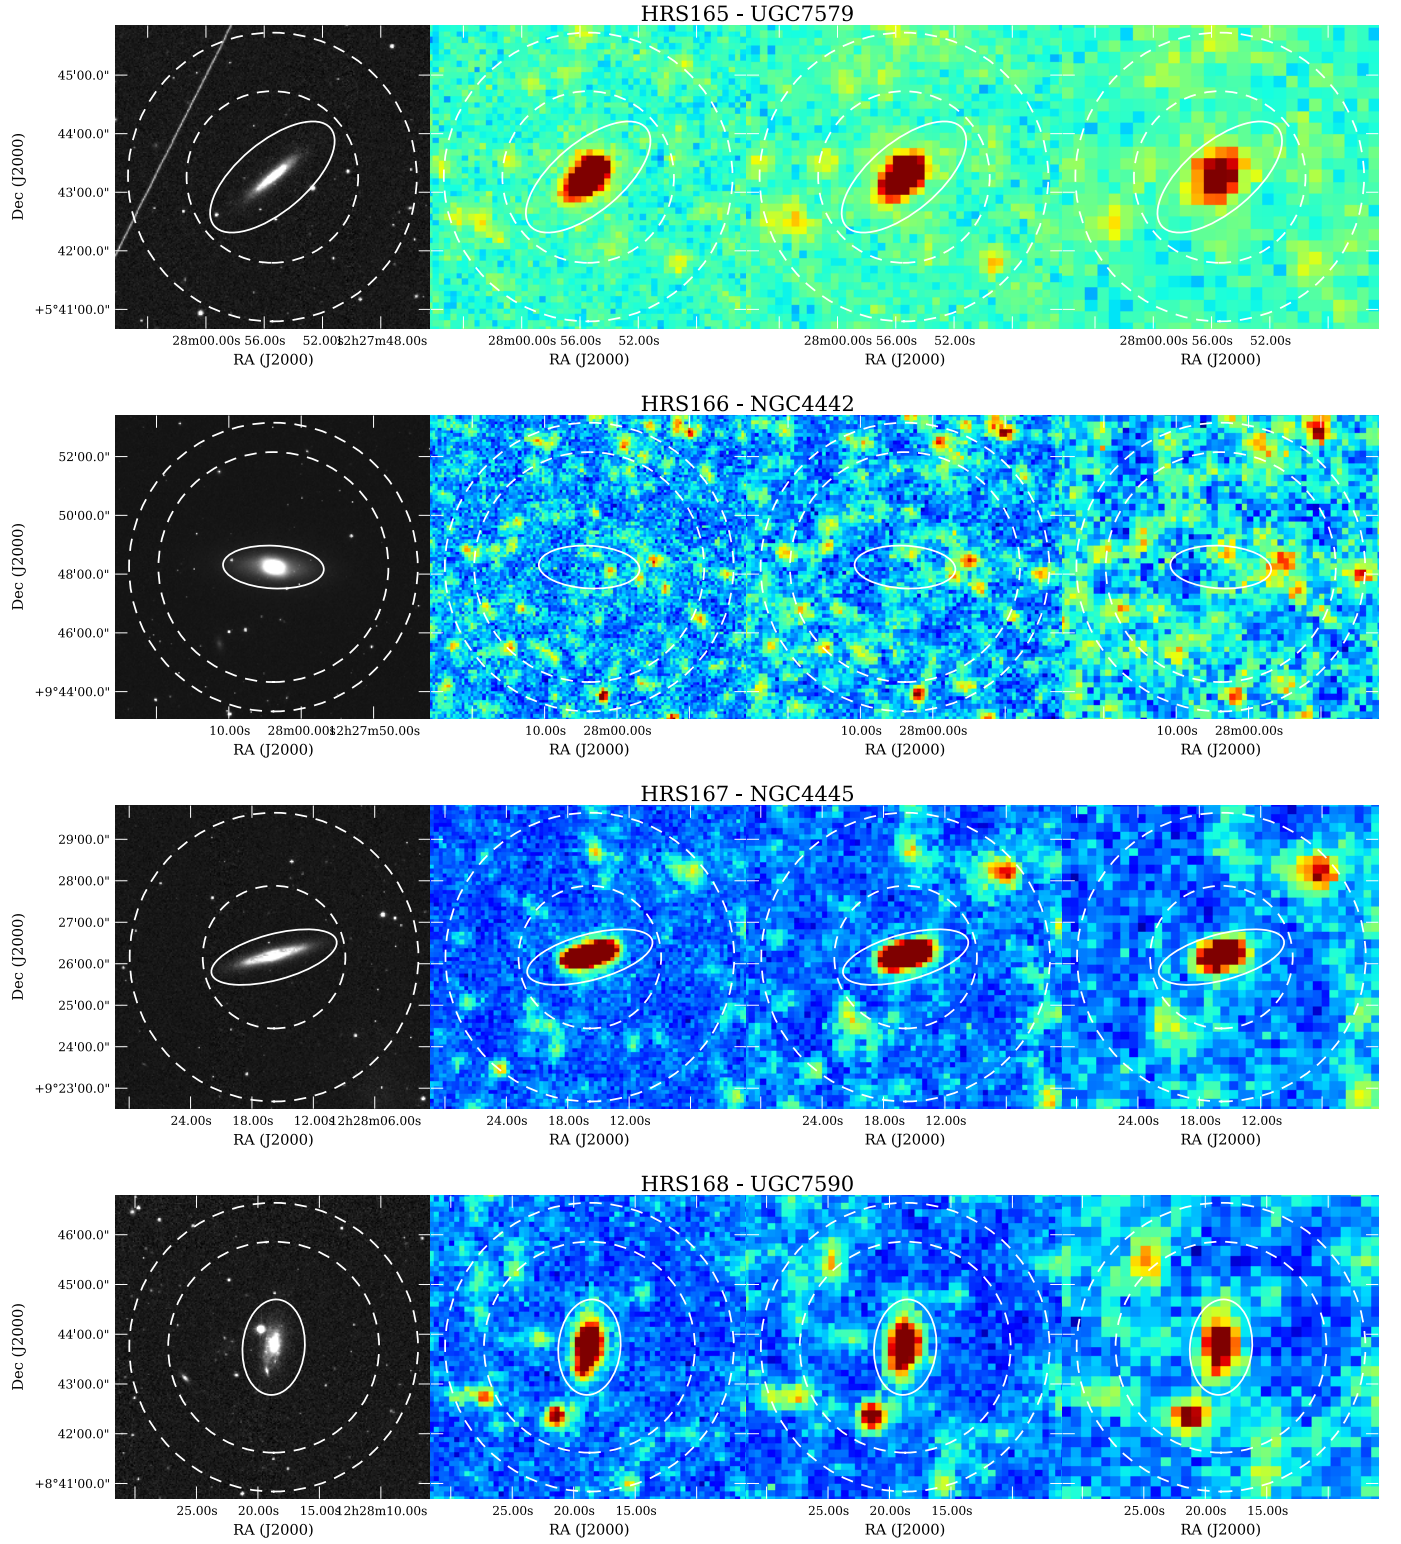 HRS165 - UGC7579
45'00.0"
44'00.0"
43'00.0"
42'00.0"
+5°41'00.0"
Dec (J2000)
28m00.00s 56.00s 52.00s 12h27m48.00s 28m00.00s 56.00s 52.00s 28m00.00s 56.00s 52.00s 28m00.00s 56.00s 52.00s
RA (J2000) RA (J2000) RA (J2000) RA (J2000)
HRS166 - NGC4442
52'00.0"
50'00.0"
48'00.0"
46'00.0"
+9°44'00.0"
Dec (J2000)
10.00s 28m00.00s 12h27m50.00s 10.00s 28m00.00s 10.00s 28m00.00s 10.00s 28m00.00s
RA (J2000) RA (J2000) RA (J2000) RA (J2000)
HRS167 - NGC4445
29'00.0"
28'00.0"
27'00.0"
26'00.0"
25'00.0"
24'00.0"
+9°23'00.0"
Dec (J2000)
24.00s 18.00s 12.00s 12h28m06.00s 24.00s 18.00s 12.00s 24.00s 18.00s 12.00s 24.00s 18.00s 12.00s
RA (J2000) RA (J2000) RA (J2000) RA (J2000)
HRS168 - UGC7590
46'00.0"
45'00.0"
44'00.0"
43'00.0"
42'00.0"
+8°41'00.0"
Dec (J2000)
25.00s 20.00s 15.00s 12h28m10.00s 25.00s 20.00s 15.00s 25.00s 20.00s 15.00s 25.00s 20.00s 15.00s
RA (J2000) RA (J2000) RA (J2000) RA (J2000)